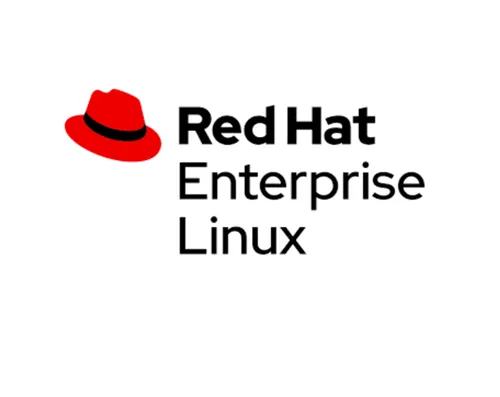 Red Hat
Enterprise
Linux